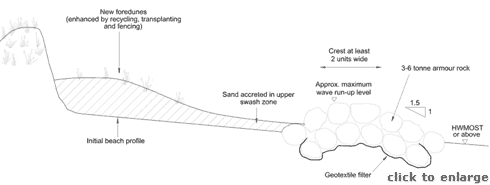 New foredunes
(enhanced by recycling, transplanting
and fencing)
Crest at least
2 units wide
3-6 tonne armour rock
Approx. maximum
wave run-up level
Sand accreted in upper
swash zone
1.5
1
HWMOST
or above
Initial beach profile
Geotextile filter
click to enlarge